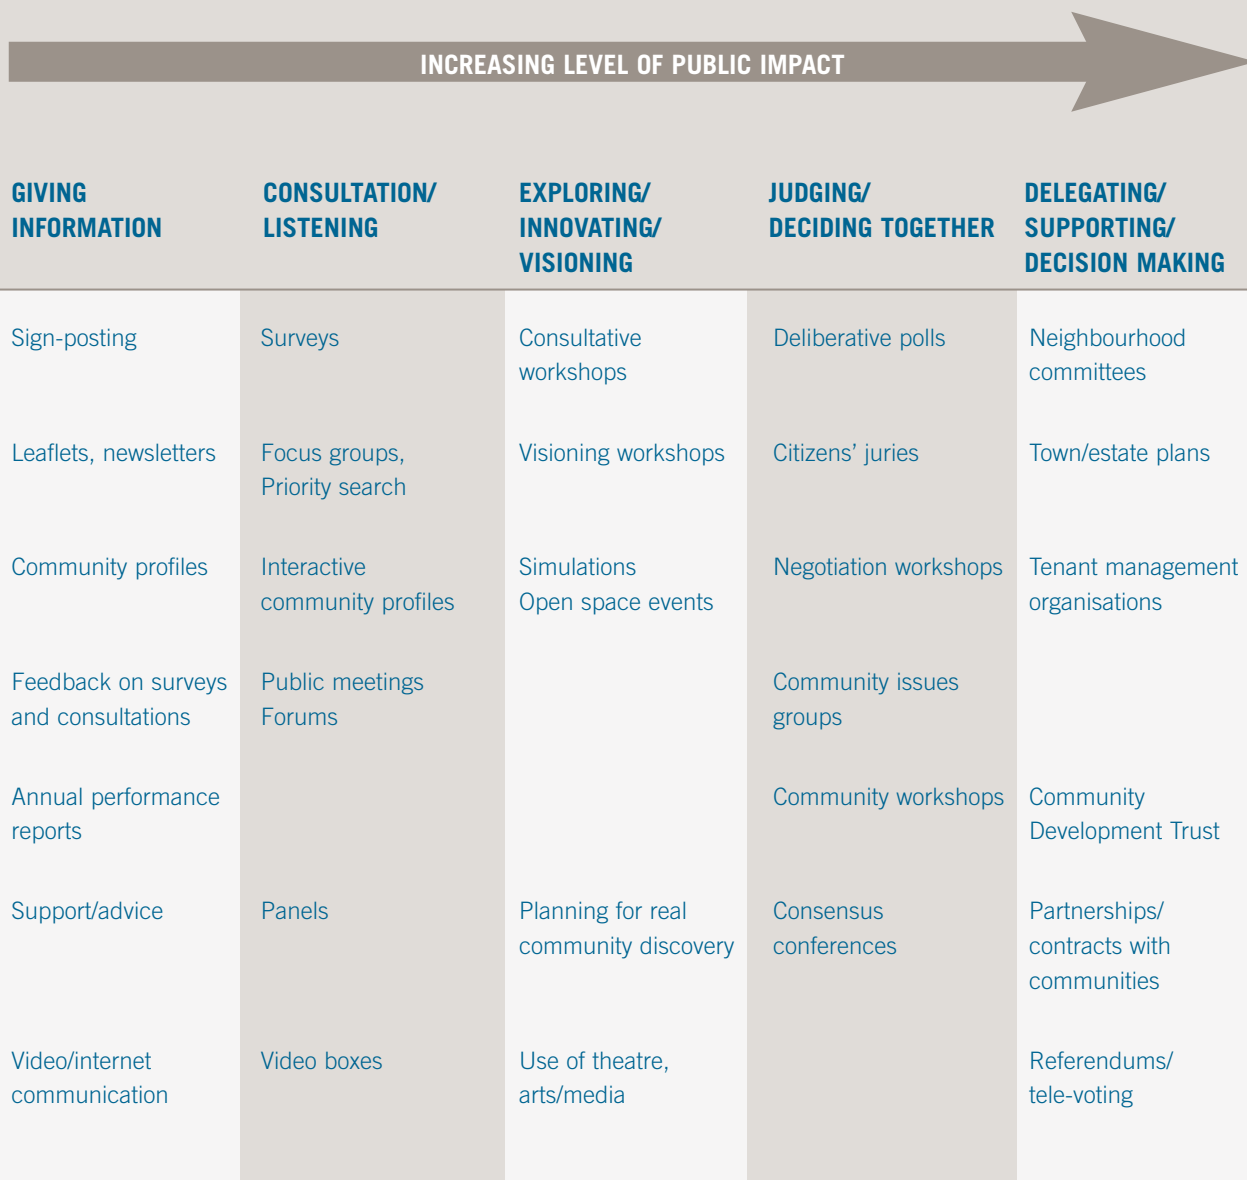 INCREASING LEVEL OF PUBLIC IMPACT
GIVING
INFORMATION
CONSULTATION/
LISTENING
EXPLORING/
INNOVATING/
VISIONING
JUDGING/
DECIDING TOGETHER
DELEGATING/
SUPPORTING/
DECISION MAKING
Sign-posting
Surveys
Consultative
workshops
Deliberative polls
Neighbourhood
committees
Leaflets, newsletters
Focus groups,
Priority search
Visioning workshops
Citizens’ juries
Town/estate plans
Community profiles
Interactive
community profiles
Simulations
Open space events
Negotiation workshops
Tenant management
organisations
Feedback on surveys
and consultations
Public meetings
Forums
Community issues
groups
Annual performance
reports
Community workshops
Community
Development Trust
Support/advice
Panels
Planning for real
community discovery
Consensus
conferences
Partnerships/
contracts with
communities
Video/internet
communication
Video boxes
Use of theatre,
arts/media
Referendums/
tele-voting